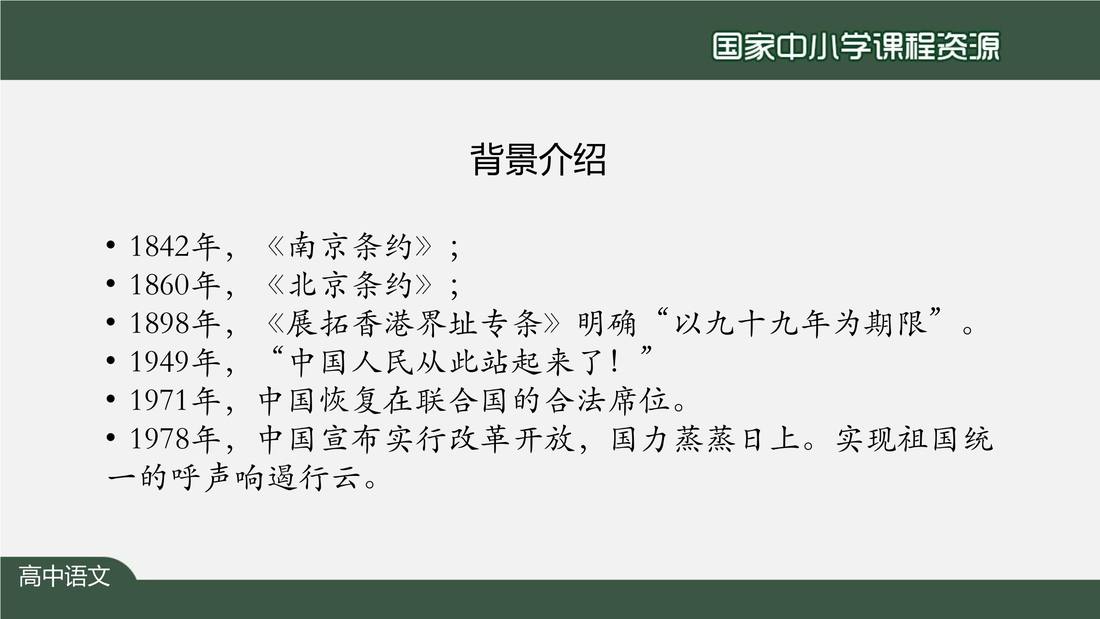 国家中小学课程资源
背景介绍
• 1842年，《南京条约》；
• 1860年，《北京条约》；
• 1898年，《展拓香港界址专条》明确“以九十九年为期限”。
• 1949年，“中国人民从此站起来了！”
• 1971年，中国恢复在联合国的合法席位。
• 1978年，中国宣布实行改革开放，国力蒸蒸日上。实现祖国统
一的呼声响遏行云。
高中语文